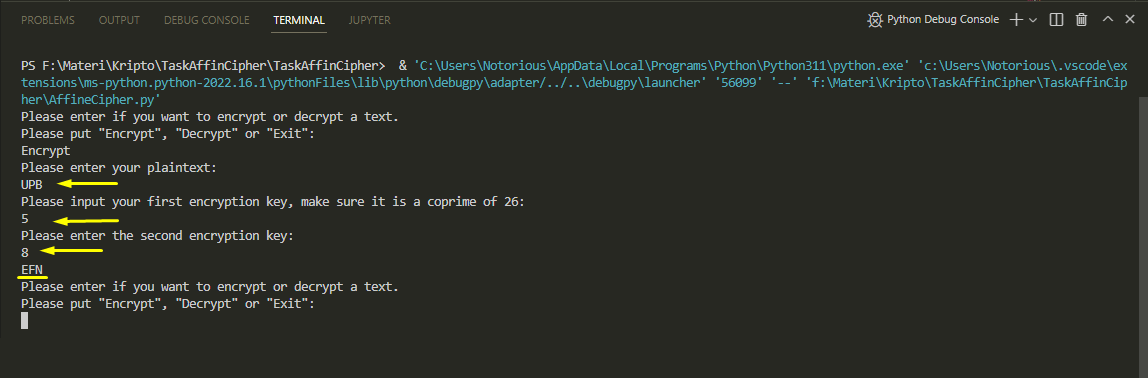 PROBLEMS OUTPUT DEBUG CONSOLE TERMINAL JUPYTER Python Debug Console
PS F:\Materi\Kripto\TaskAffinCipher\TaskAffinCipher>  & 'C:\Users\Notorious\AppData\Local\Programs\Python\Python311\python.exe' 'c:\Users\Notorious\.vscode\ex
tensions\ms-python.python-2022.16.1\pythonFiles\lib\python\debugpy\adapter/../..\debugpy\launcher' '56099' '--' 'f:\Materi\Kripto\TaskAffinCipher\TaskAffinCip
her\AffineCipher.py'
Please enter if you want to encrypt or decrypt a text.
Please put "Encrypt", "Decrypt" or "Exit":
Encrypt
Please enter your plaintext:
UPB
Please input your first encryption key, make sure it is a coprime of 26:
5
Please enter the second encryption key:
8
EFN
Please enter if you want to encrypt or decrypt a text.
Please put "Encrypt", "Decrypt" or "Exit":